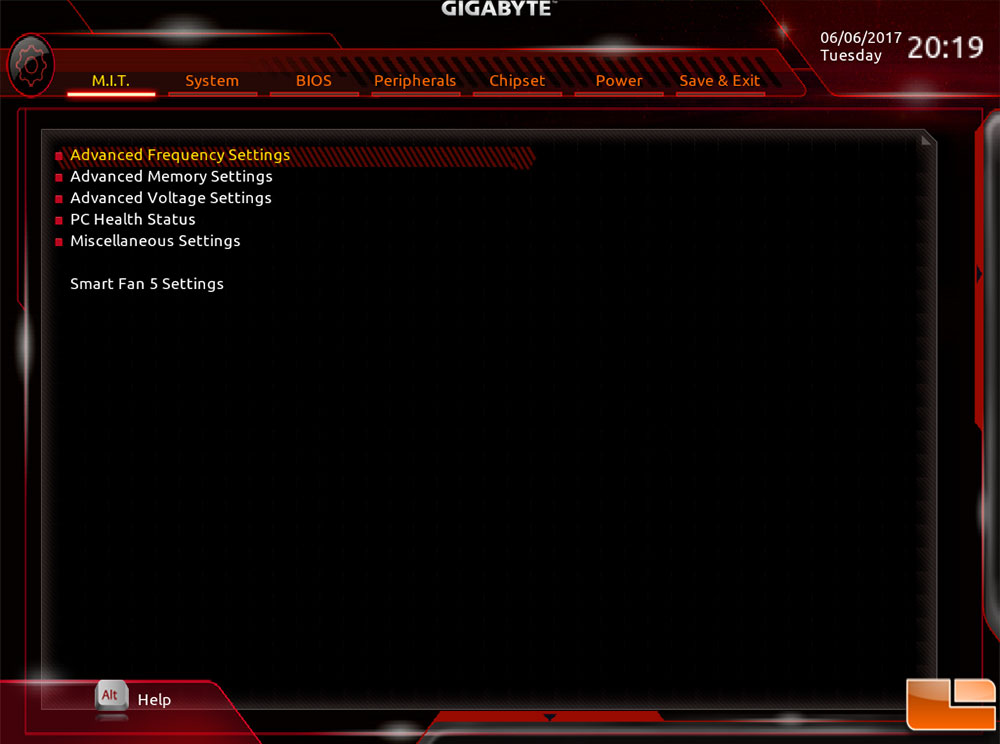 GIGABYTE™
06/06/2017
Tuesday
20:19
M.I.T. System BIOS Peripherals Chipset Power Save & Exit
Advanced Frequency Settings
Advanced Memory Settings
Advanced Voltage Settings
PC Health Status
Miscellaneous Settings
Smart Fan 5 Settings
Alt Help